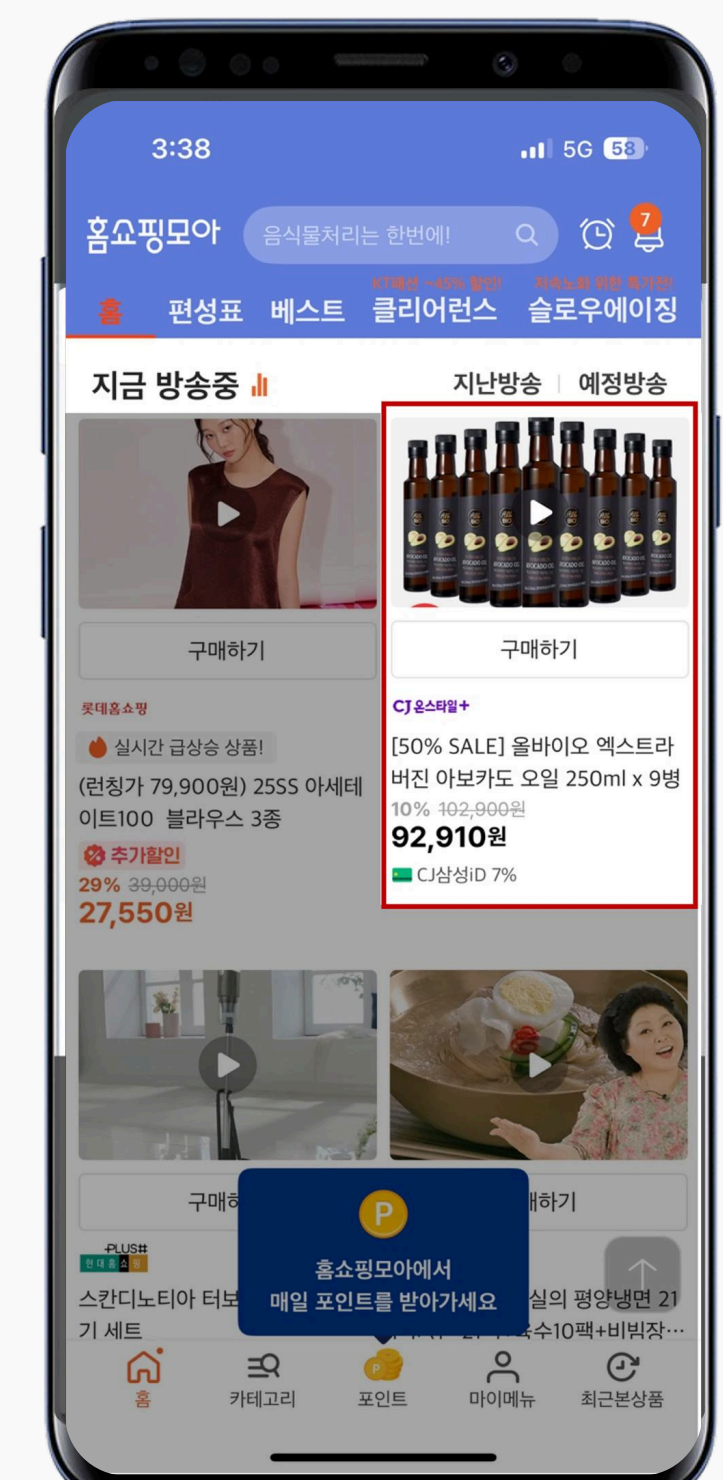 3:38
5G 58
홈쇼핑모아
음식물처리는 한번에!
7
KT패션 ~45% 할인!
저속노화 위한 특가전!
홈
편성표
베스트
클리어런스
슬로우에이징
지금 방송중
지난방송 | 예정방송
구매하기
롯데홈쇼핑
실시간 급상승 상품!
(런칭가 79,900원) 25SS 아세테
이트100 블라우스 3종
추가할인
29% 39,000원
27,550원
AVOCADO OIL
구매하기
CJ온스타일+
[50% SALE] 올바이오 엑스트라
버진 아보카도 오일 250ml x 9병
10% 102,900원
92,910원
CJ삼성iD 7%
구매하
PLUS
현대홈쇼핑
스칸디노티아 터보
기 세트
하기
실의 평양냉면 21
육수10팩+비빔장…
P
홈쇼핑모아에서
매일 포인트를 받아가세요
홈
카테고리
P
포인트
마이메뉴
최근본상품